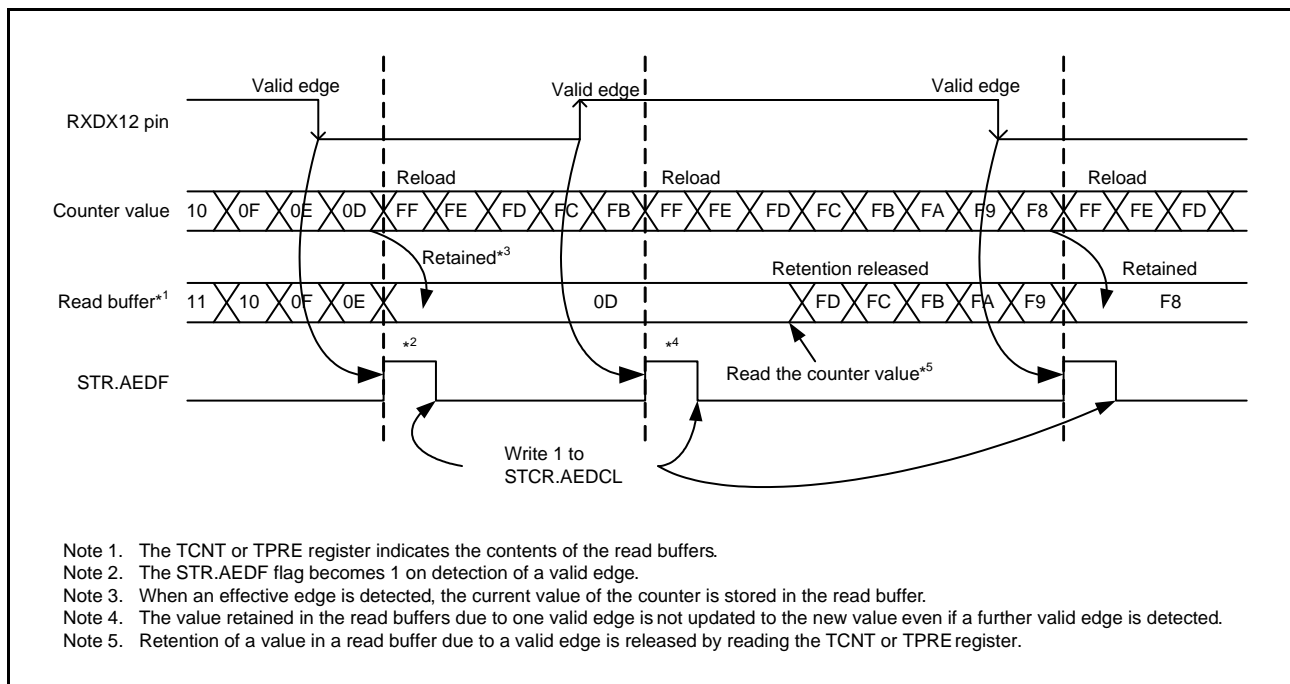 Valid edge Valid edge Valid edge
RXDX12 pin
Reload Reload Reload
Counter value 10 0F 0E 0D FF FE FD FC FB FF FE FD FC FB FA F9 F8 FF FE FD
Retained*3 Retention released Retained
Read buffer*1 11 10 0F 0E 0D FD FC FB FA F9 F8
*2 *4
Read the counter value*5
STR.AEDF
Write 1 to
STCR.AEDCL
Note 1. The TCNT or TPRE register indicates the contents of the read buffers.
Note 2. The STR.AEDF flag becomes 1 on detection of a valid edge.
Note 3. When an effective edge is detected, the current value of the counter is stored in the read buffer.
Note 4. The value retained in the read buffers due to one valid edge is not updated to the new value even if a further valid edge is detected.
Note 5. Retention of a value in a read buffer due to a valid edge is released by reading the TCNT or TPRE register.